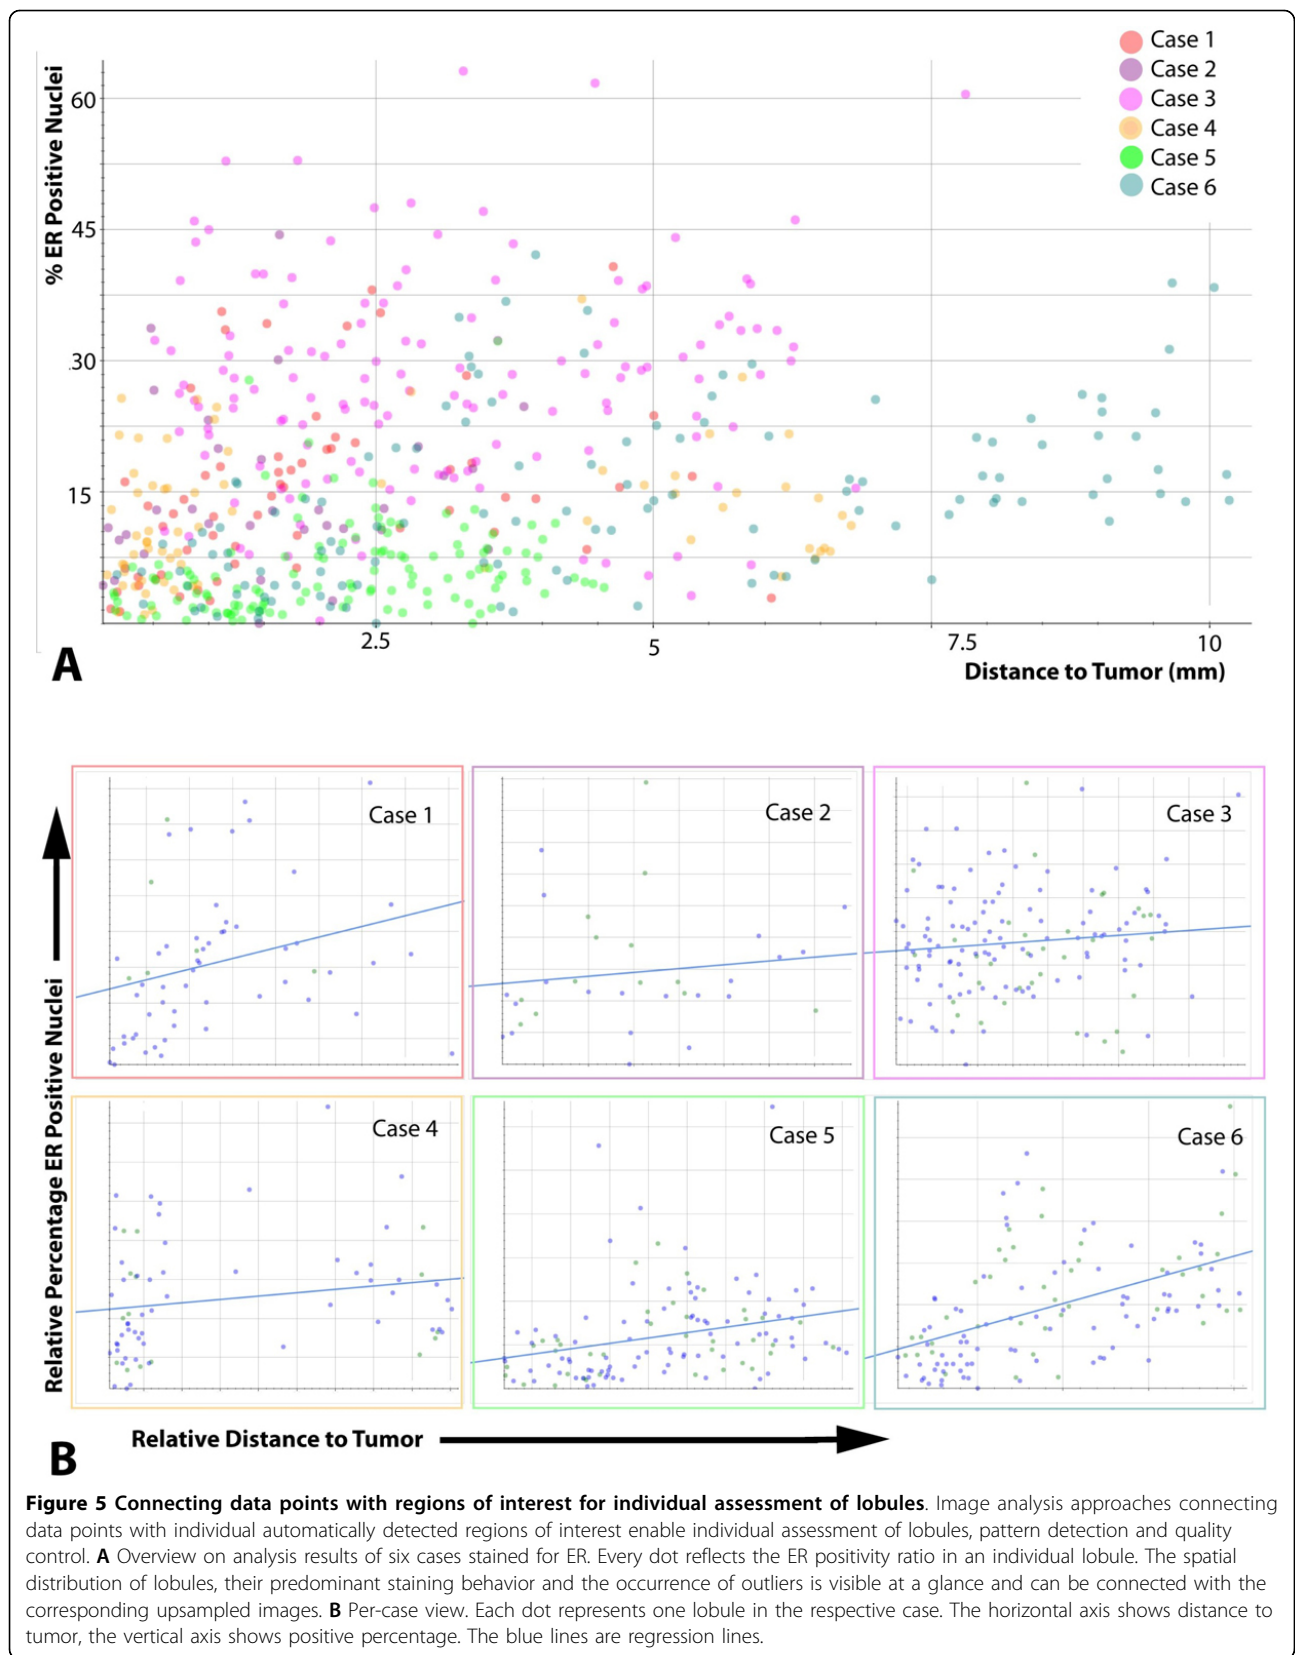 % ER Positive Nuclei
60
45
30
15
2.5
5
7.5
10
Distance to Tumor (mm)
Case 1
Case 2
Case 3
Case 4
Case 5
Case 6
A
Relative Percentage ER Positive Nuclei
Case 1
Case 2
Case 3
Case 4
Case 5
Case 6
Relative Distance to Tumor
B
Figure 5 Connecting data points with regions of interest for individual assessment of lobules. Image analysis approaches connecting
data points with individual automatically detected regions of interest enable individual assessment of lobules, pattern detection and quality
control. A Overview on analysis results of six cases stained for ER. Every dot reflects the ER positivity ratio in an individual lobule. The spatial
distribution of lobules, their predominant staining behavior and the occurrence of outliers is visible at a glance and can be connected with the
corresponding upsampled images. B Per-case view. Each dot represents one lobule in the respective case. The horizontal axis shows distance to
tumor, the vertical axis shows positive percentage. The blue lines are regression lines.